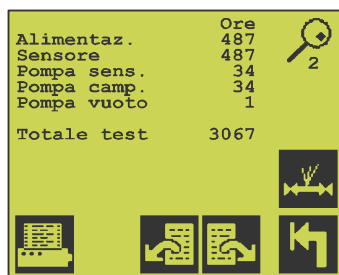 Ore
Alimentaz. 487
Sensore 487
Pompa sens. 34
Pompa camp. 34
Pompa vuoto 1
Totale test 3067
2